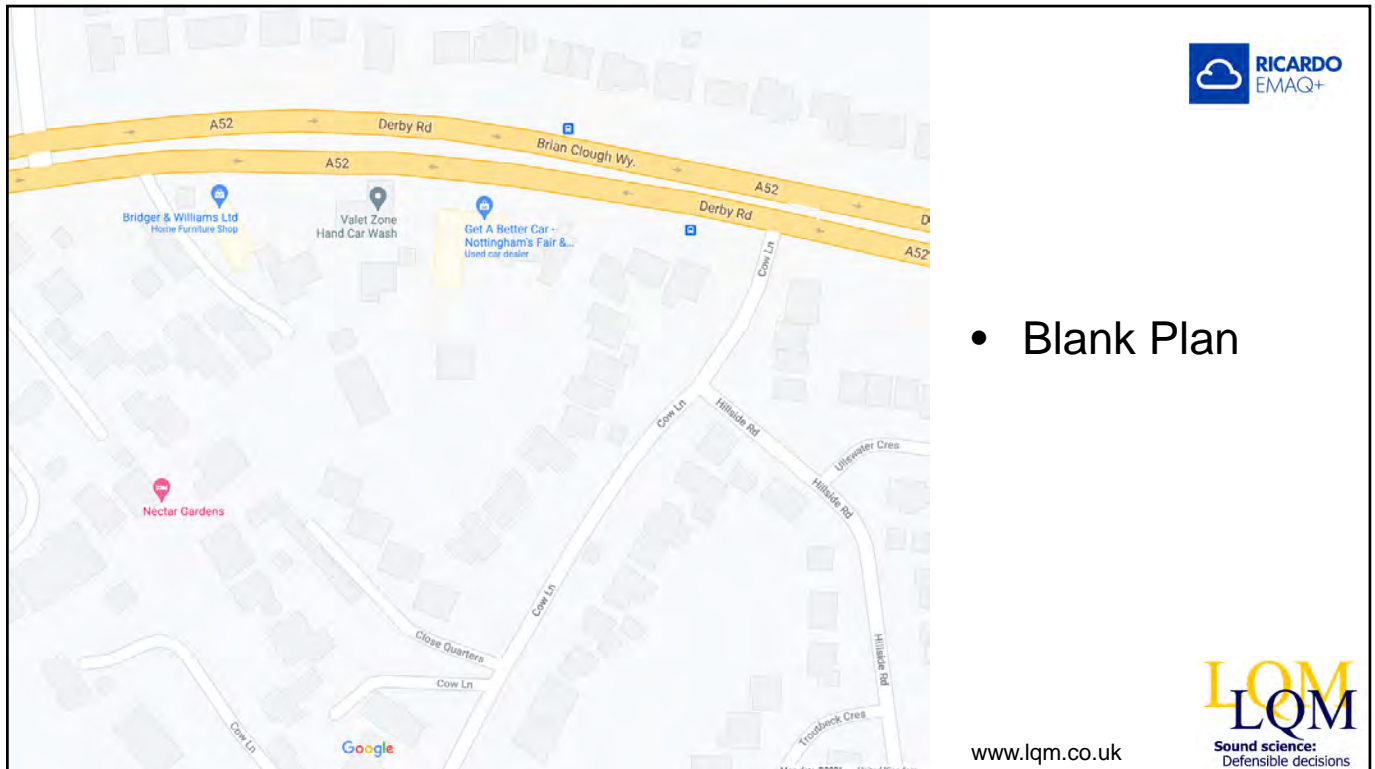 RICARDO
EMAQ+
A52
Derby Rd
Brian Clough Wy.
A52
A52
Derby Rd
D
A52
Bridger & Williams Ltd
Home Furniture Shop
Valet Zone
Hand Car Wash
Get A Better Car -
Nottingham's Fair &...
Used car dealer
Cow Ln
• Blank Plan
Cow Ln
Hillside Rd
Ullswater Cres
Hillside Rd
Nectar Gardens
Cow Ln
Close Quarters
Hillside Rd
Cow Ln
Cow Ln
Troutbeck Cres
Google
www.lqm.co.uk
LQM
LQM
Sound science:
Defensible decisions